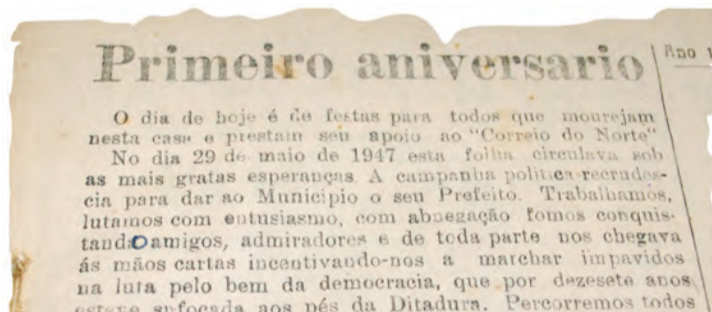 Primeiro aniversario
Ano 1
O dia de hoje é de festas para todos que mourejam
nesta casa e prestam seu apoio ao "Correio do Norte"
No dia 29 de maio de 1947 esta folha circulava sob
as mais gratas esperanças. A campanha politica recrudes-
cia para dar ao Municipio o seu Prefeito. Trabalhamos,
lutamos com entusiasmo, com abnegação fomos conquis-
tando amigos, admiradores e de toda parte nos chegava
ás mãos cartas incentivando-nos a marchar impavidos
na luta pelo bem da democracia, que por dezesete anos
esteve sufocada aos pés da Ditadura. Percorremos todos